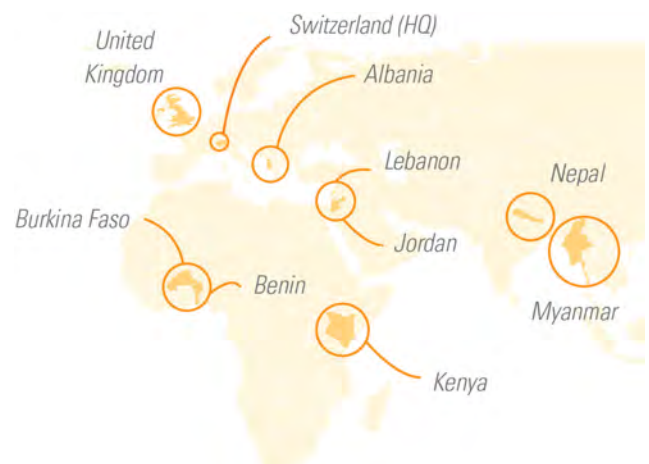 Switzerland (HQ)
United
Kingdom
Albania
Lebanon
Nepal
Burkina Faso
Jordan
Benin
Myanmar
Kenya